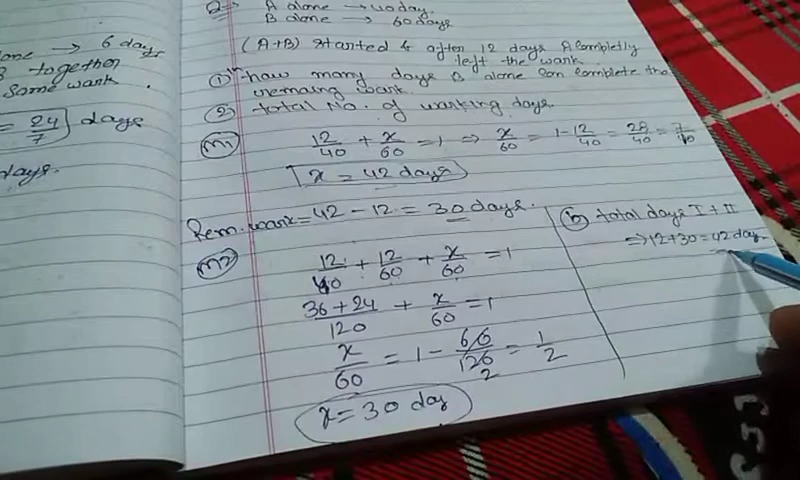 one → 6 days
together
Same work.
= 24/7 days
days.
Q- A alone → 40 day.
B alone → 60 days
(A+B) Started & after 12 days A completly
left the work.
① how many days B alone Can complete the
remaing work.
② total No. of working days
M1 12/40 + x/60 = 1 ⇒ x/60 = 1 - 12/40 = 28/40 = 7/10
x = 42 days
Rem. work = 42 - 12 = 30 days.
M2 12/40 + 12/60 + x/60 = 1
36+24/120 + x/60 = 1
x/60 = 1 - 60/120 = 1/2
2
x = 30 day
b) total days I + II
⇒ 12+30 = 42 day